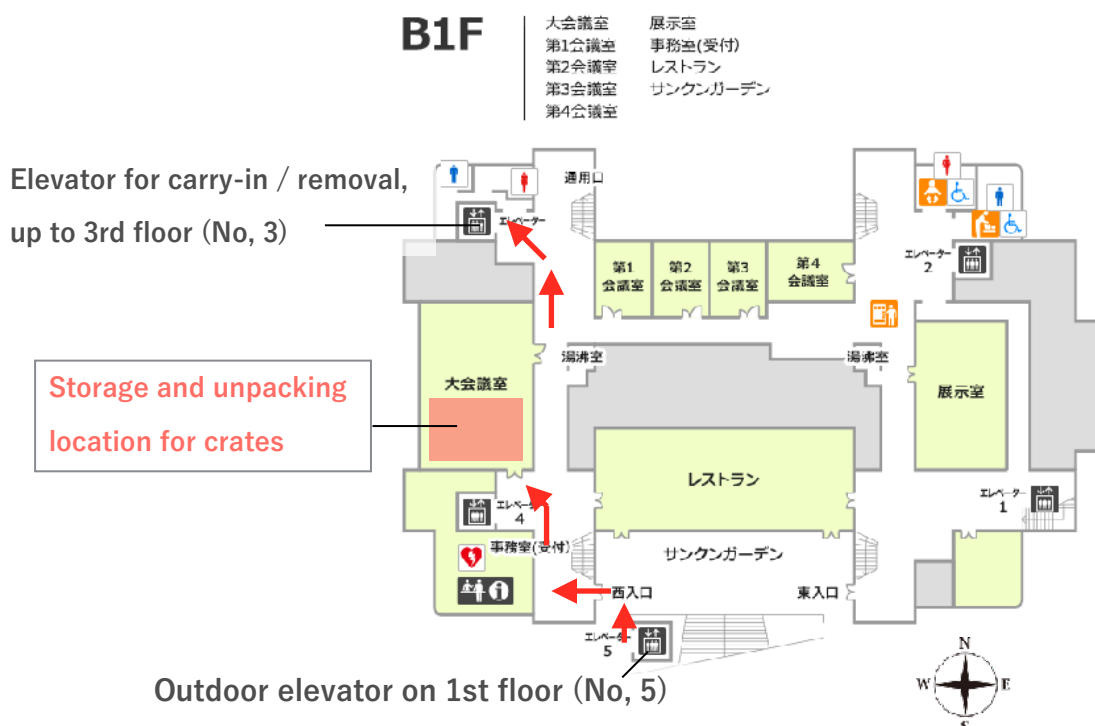 B1F
大会議室
第1会議室
第2会議室
第3会議室
第4会議室
展示室
事務室(受付)
レストラン
サンクンガーデン
Elevator for carry-in / removal,
up to 3rd floor (No, 3)
通用口
エレベーター
エレベーター
2
第1
会議室
第2
会議室
第3
会議室
第4
会議室
湯沸室
湯沸室
Storage and unpacking
location for crates
大会議室
展示室
レストラン
エレベーター
4
エレベーター
1
事務室(受付)
サンクンガーデン
西入口
東入口
エレベーター
5
Outdoor elevator on 1st floor (No, 5)
N
W
E
S